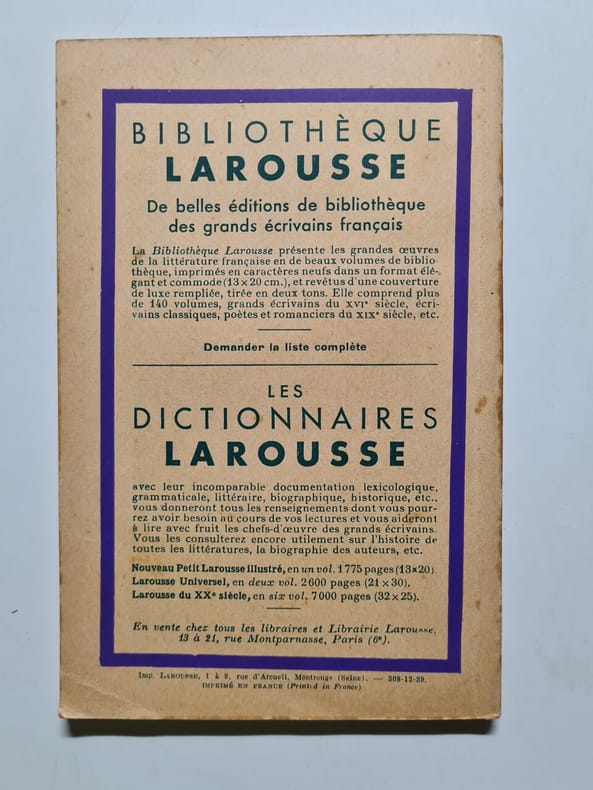 BIBLIOTHÈQUE
LAROUSSE
De belles éditions de bibliothèque
des grands écrivains français
La Bibliothèque Larousse présente les grandes œuvres
de la littérature française en de beaux volumes de biblio-
thèque, imprimés en caractères neufs dans un format élé-
gant et commode (13 × 20 cm.), et revêtus d'une couverture
de luxe rempliée, tirée en deux tons. Elle comprend plus
de 140 volumes, grands écrivains du XVIe siècle, écri-
vains classiques, poètes et romanciers du XIXe siècle, etc.
Demander la liste complète
LES
DICTIONNAIRES
LAROUSSE
avec leur incomparable documentation lexicologique,
grammaticale, littéraire, biographique, historique, etc.,
vous donneront tous les renseignements dont vous pour-
rez avoir besoin au cours de vos lectures et vous aideront
à lire avec fruit les chefs-d'œuvre des grands écrivains.
Vous les consulterez encore utilement sur l'histoire de
toutes les littératures, la biographie des auteurs, etc.
Nouveau Petit Larousse illustré, en un vol. 1775 pages (13×20).
Larousse Universel, en deux vol. 2600 pages (21 × 30).
Larousse du XXe siècle, en six vol. 7000 pages (32 × 25).
En vente chez tous les libraires et Librairie Larousse,
13 à 21, rue Montparnasse, Paris (6e).
Imp. LAROUSSE, 1 à 9, rue d'Arcueil, Montrouge (Seine). — 308-12-39.
IMPRIMÉ EN FRANCE (Printed in France)